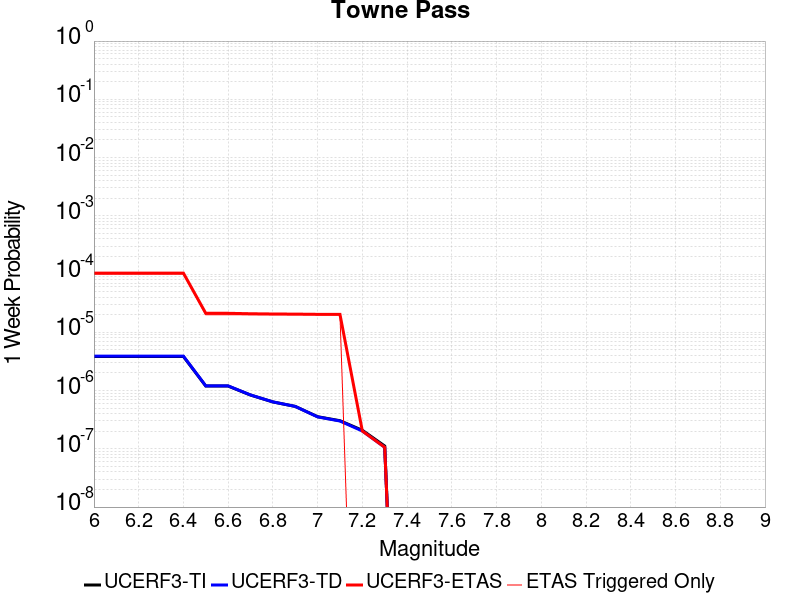 Towne Pass
1 Week Probability
10^0
10^-1
10^-2
10^-3
10^-4
10^-5
10^-6
10^-7
10^-8
6 6.2 6.4 6.6 6.8 7 7.2 7.4 7.6 7.8 8 8.2 8.4 8.6 8.8 9
Magnitude
UCERF3-TI UCERF3-TD UCERF3-ETAS ETAS Triggered Only